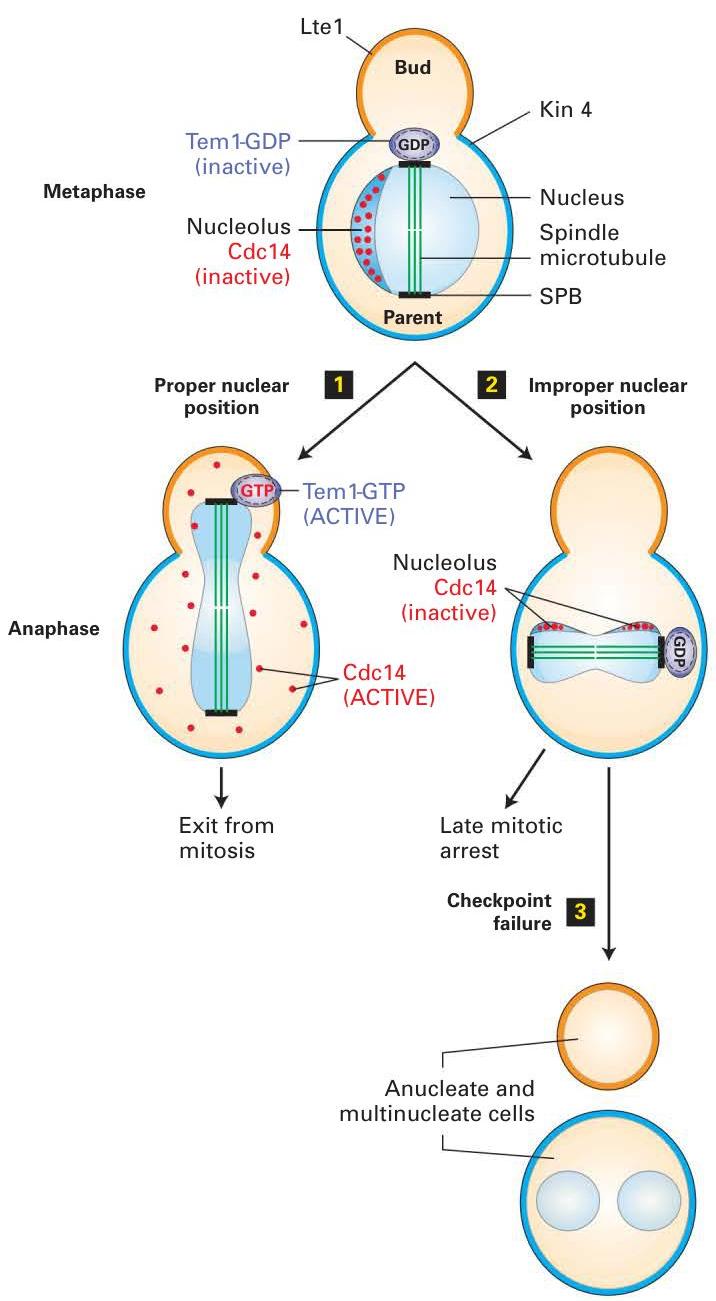 Lte1
Bud
Kin 4
Tem1-GDP
(inactive)
GDP
Metaphase
Nucleus
Nucleolus
Cdc14
(inactive)
Spindle
microtubule
SPB
Parent
Proper nuclear
position
1
2
Improper nuclear
position
GTP
Tem1-GTP
(ACTIVE)
Nucleolus
Cdc14
(inactive)
Anaphase
GDP
Cdc14
(ACTIVE)
Exit from
mitosis
Late mitotic
arrest
Checkpoint
failure
3
Anucleate and
multinucleate cells